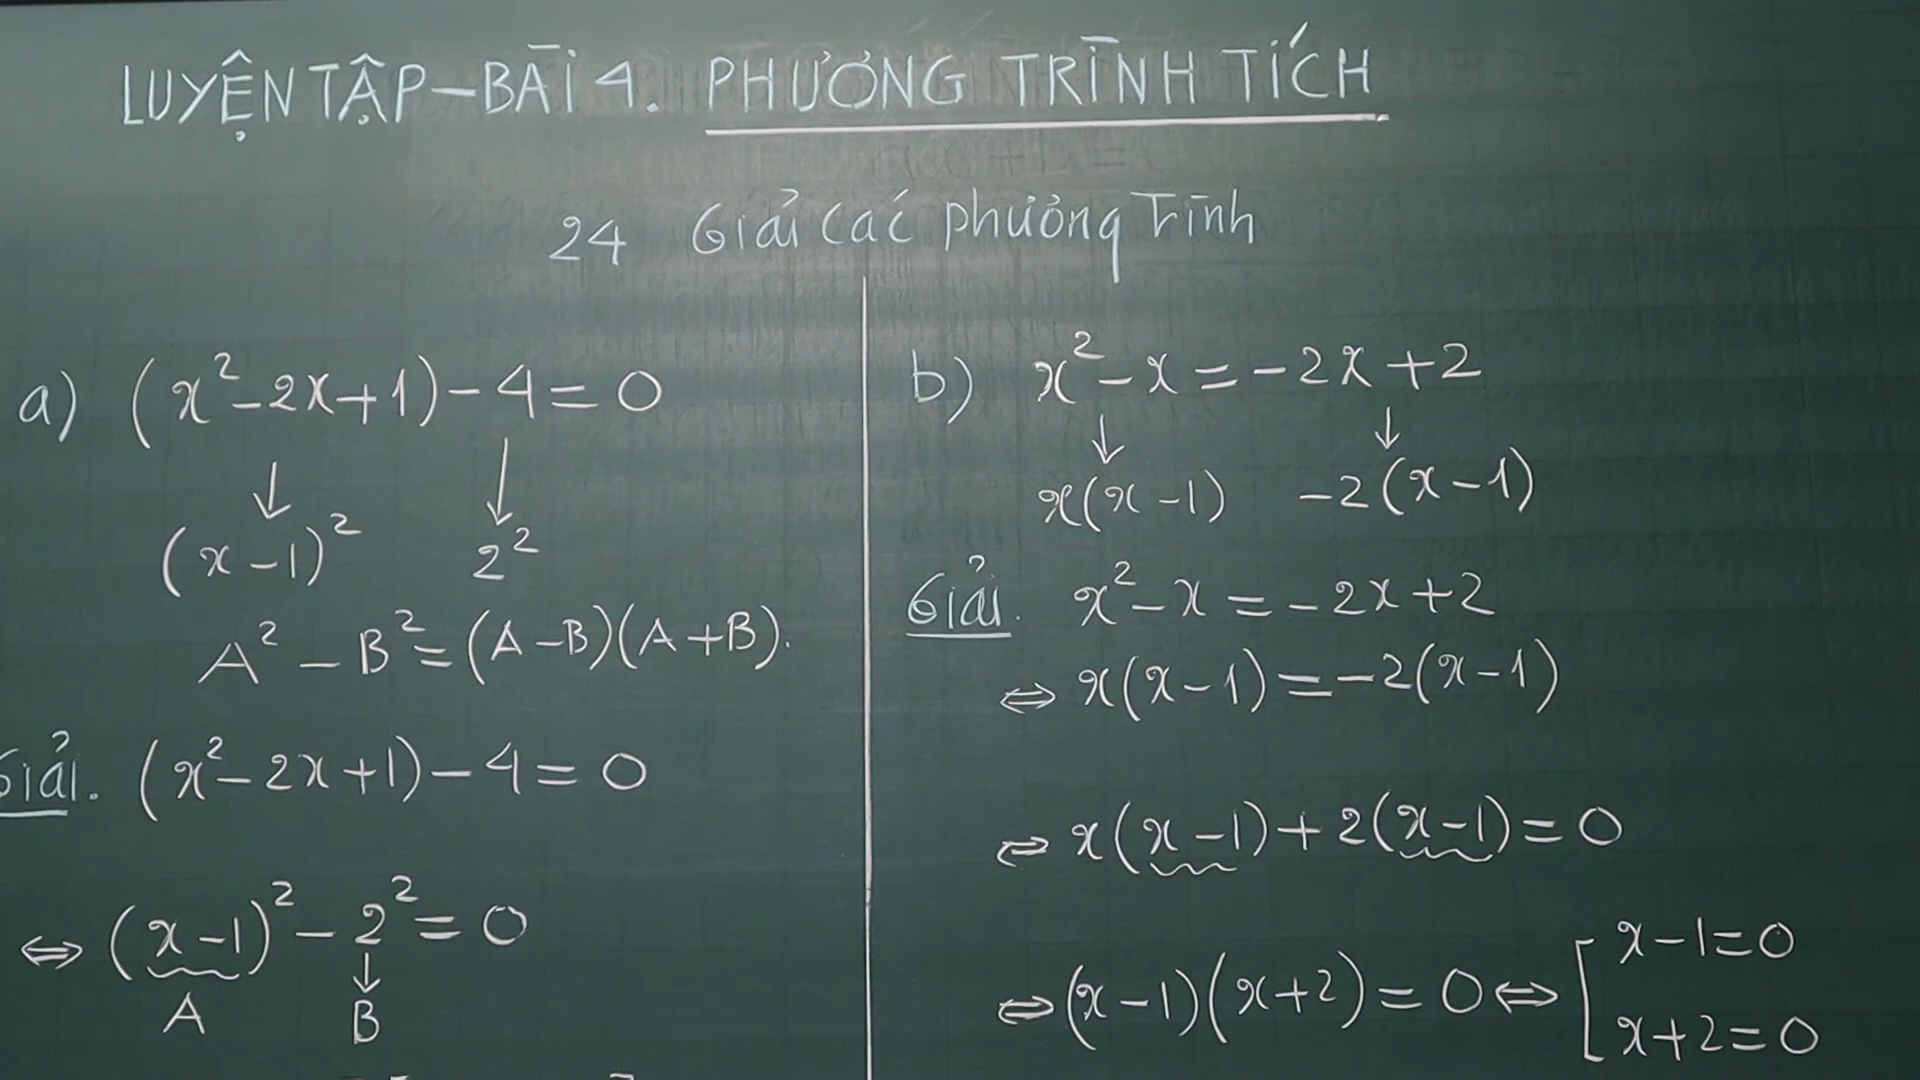 LUYỆN TẬP – BÀI 4. PHƯƠNG TRÌNH TÍCH
24 Giải các phương trình
a) (x² - 2x + 1) - 4 = 0
↓ ↓
(x - 1)² 2²
A² - B² = (A - B)(A + B).
Giải. (x² - 2x + 1) - 4 = 0
⇔ (x - 1)² - 2² = 0
↓
A B
b) x² - x = -2x + 2
↓ ↓
x(x - 1) -2(x - 1)
Giải. x² - x = -2x + 2
⇔ x(x - 1) = -2(x - 1)
⇔ x(x - 1) + 2(x - 1) = 0
⇔ (x - 1)(x + 2) = 0 ⇔ [ x - 1 = 0
x + 2 = 0